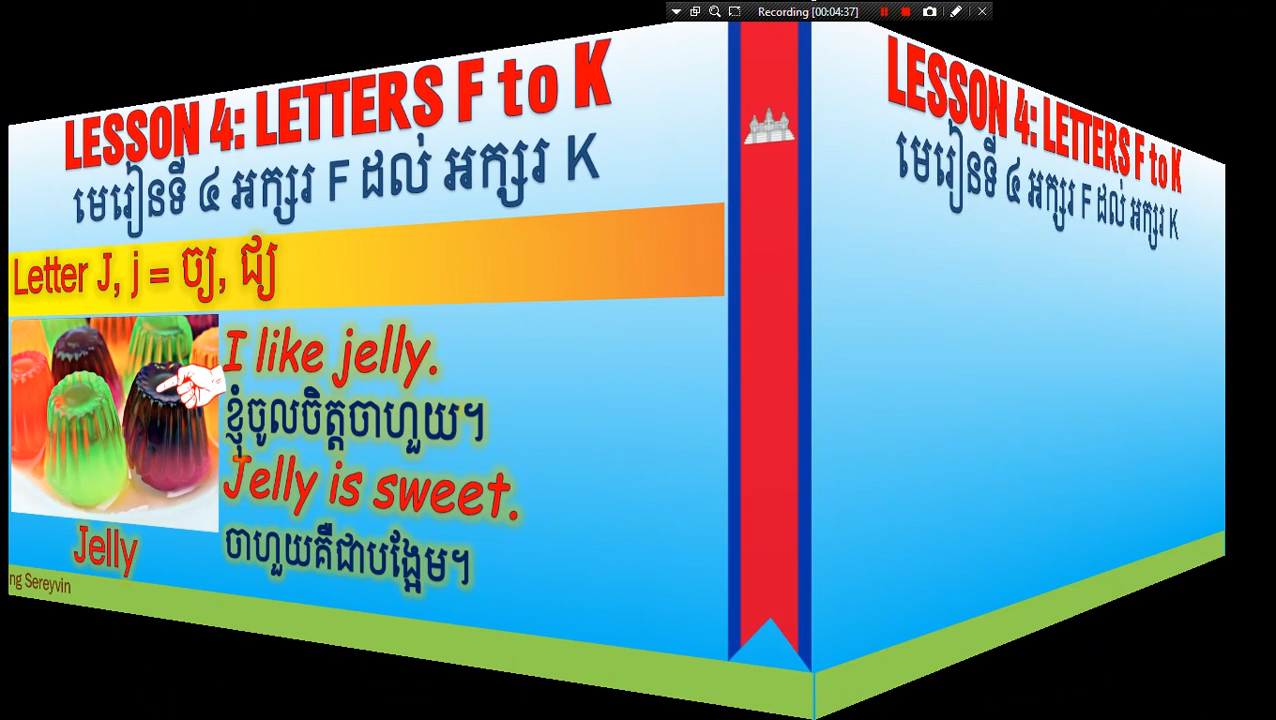 Recording [00:04:37]
LESSON 4: LETTERS F to K
មេរៀនទី ៤ អក្សរ F ដល់ អក្សរ K
Letter J, j = ច្យ, ជ្យ
I like jelly.
ខ្ញុំចូលចិត្តចាហួយ។
Jelly is sweet.
ចាហួយគឺជាបង្អែម។
Jelly
ng Sereyvin
LESSON 4: LETTERS F to K
មេរៀនទី ៤ អក្សរ F ដល់ អក្សរ K